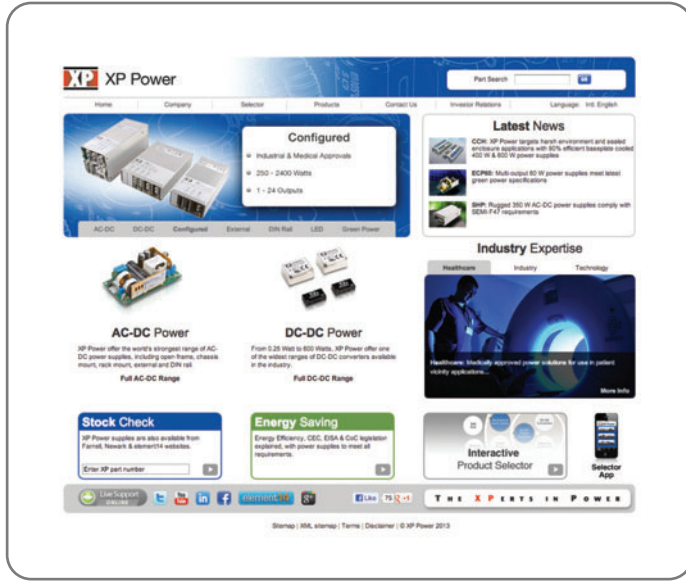 XP XP Power
Part Search
Home Company Selector Products Contact Us Investor Relations Language: Intl English
Configured
Industrial & Medical Approvals
250 - 2400 Watts
1 - 24 Outputs
AC-DC DC-DC Configured External DIN Rail LED Green Power
Latest News
CCH: XP Power targets harsh environment and sealed
enclosure applications with 95% efficient baseplate cooled
400 W & 600 W power supplies
ECP60: Multi-output 60 W power supplies meet latest
green power specifications
SHP: Rugged 350 W AC-DC power supplies comply with
SEMI-F47 requirements
Industry Expertise
Healthcare Industry Technology
Healthcare: Medically approved power solutions for use in patient
vicinity applications...
More Info
AC-DC Power
XP Power offer the world's strongest range of AC-
DC power supplies, including open frame, chassis
mount, rack mount, external and DIN rail.
Full AC-DC Range
DC-DC Power
From 0.25 Watt to 600 Watts, XP Power offer one
of the widest ranges of DC-DC converters available
in the industry.
Full DC-DC Range
Stock Check
XP Power supplies are also available from
Farnell, Newark & element14 websites.
Enter XP part number
Energy Saving
Energy Efficiency, CEC, EISA & CoC legislation
explained, with power supplies to meet all
requirements.
Interactive
Product Selector
Selector
App
Live Support
ONLINE
You
Tube
in
f
element14
g+
Like 75 +1
THE XPERTS IN POWER
Sitemap | XML sitemap | Terms | Disclaimer | © XP Power 2013